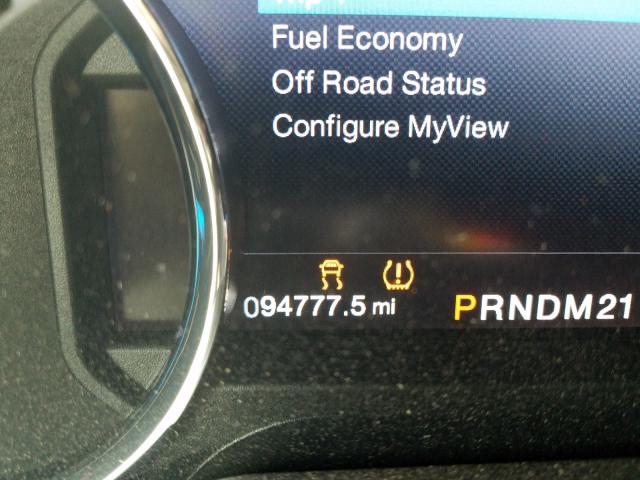 Fuel Economy
Off Road Status
Configure MyView
094777.5 mi
PRNDM21